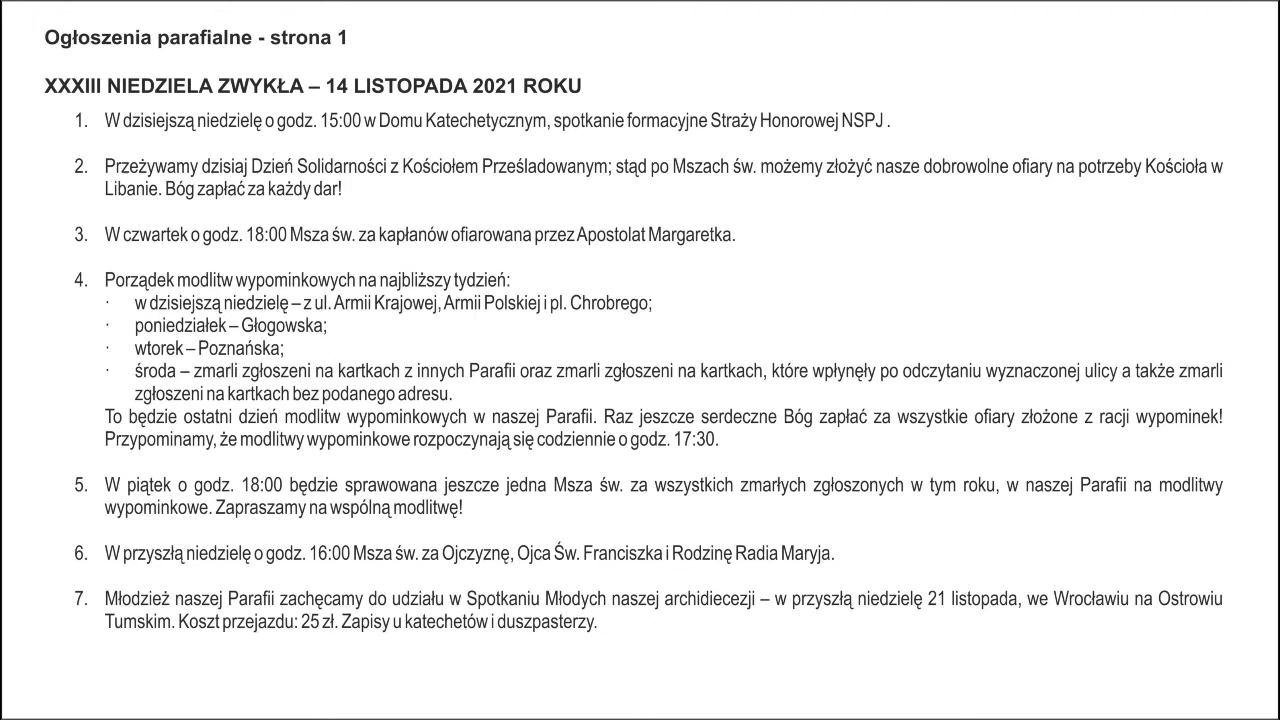 Ogłoszenia parafialne - strona 1
XXXIII NIEDZIELA ZWYKŁA – 14 LISTOPADA 2021 ROKU
1. W dzisiejszą niedzielę o godz. 15:00 w Domu Katechetycznym, spotkanie formacyjne Straży Honorowej NSPJ .
2. Przeżywamy dzisiaj Dzień Solidarności z Kościołem Prześladowanym; stąd po Mszach św. możemy złożyć nasze dobrowolne ofiary na potrzeby Kościoła w
Libanie. Bóg zapłać za każdy dar!
3. W czwartek o godz. 18:00 Msza św. za kapłanów ofiarowana przez Apostolat Margaretka.
4. Porządek modlitw wypominkowych na najbliższy tydzień:
· w dzisiejszą niedzielę – z ul. Armii Krajowej, Armii Polskiej i pl. Chrobrego;
· poniedziałek – Głogowska;
· wtorek – Poznańska;
· środa – zmarli zgłoszeni na kartkach z innych Parafii oraz zmarli zgłoszeni na kartkach, które wpłynęły po odczytaniu wyznaczonej ulicy a także zmarli
zgłoszeni na kartkach bez podanego adresu.
To będzie ostatni dzień modlitw wypominkowych w naszej Parafii. Raz jeszcze serdeczne Bóg zapłać za wszystkie ofiary złożone z racji wypominek!
Przypominamy, że modlitwy wypominkowe rozpoczynają się codziennie o godz. 17:30.
5. W piątek o godz. 18:00 będzie sprawowana jeszcze jedna Msza św. za wszystkich zmarłych zgłoszonych w tym roku, w naszej Parafii na modlitwy
wypominkowe. Zapraszamy na wspólną modlitwę!
6. W przyszłą niedzielę o godz. 16:00 Msza św. za Ojczyznę, Ojca Św. Franciszka i Rodzinę Radia Maryja.
7. Młodzież naszej Parafii zachęcamy do udziału w Spotkaniu Młodych naszej archidiecezji – w przyszłą niedzielę 21 listopada, we Wrocławiu na Ostrowiu
Tumskim. Koszt przejazdu: 25 zł. Zapisy u katechetów i duszpasterzy.